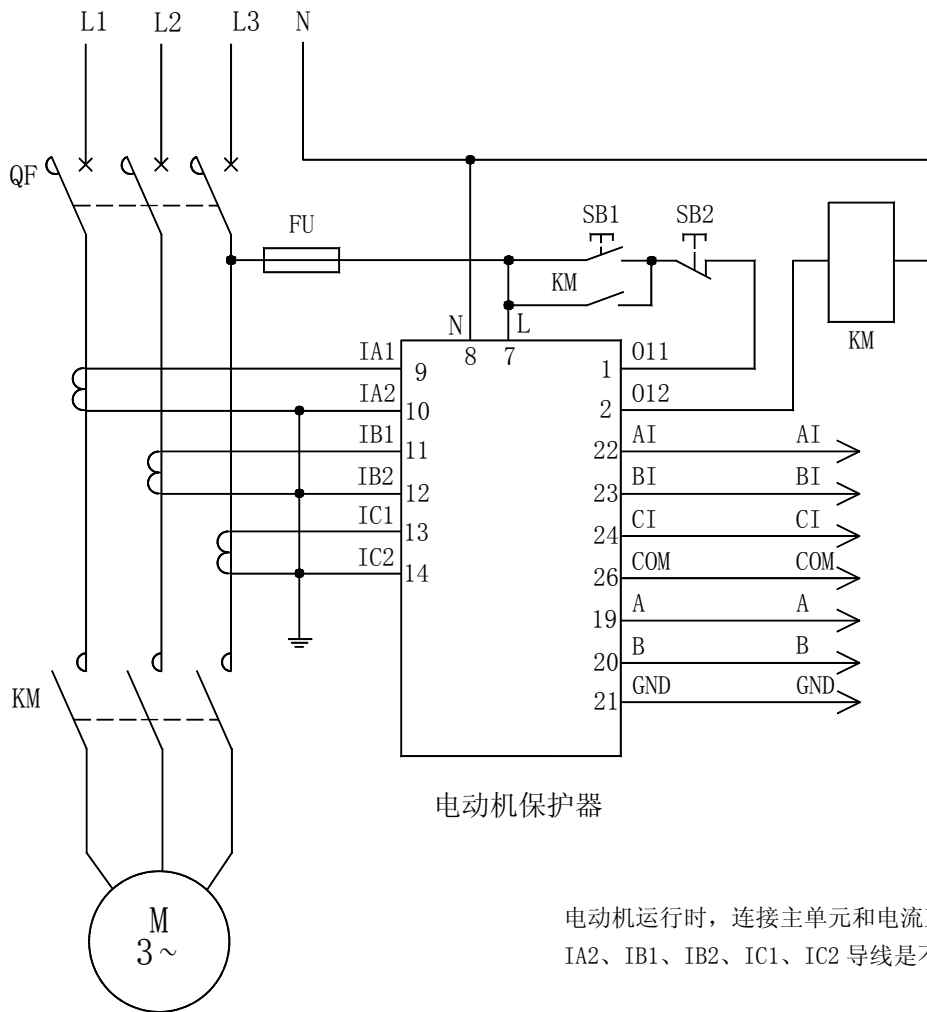 L1 L2 L3 N
QF
FU
SB1 SB2
KM
KM
N L
8 7
IA1 9
IA2 10
IB1 11
IB2 12
IC1 13
IC2 14
1 O11
2 O12
22 AI AI
23 BI BI
24 CI CI
26 COM COM
19 A A
20 B B
21 GND GND
KM
电动机保护器
M
3~
电动机运行时，连接主单元和电流
IA2、IB1、IB2、IC1、IC2 导线是